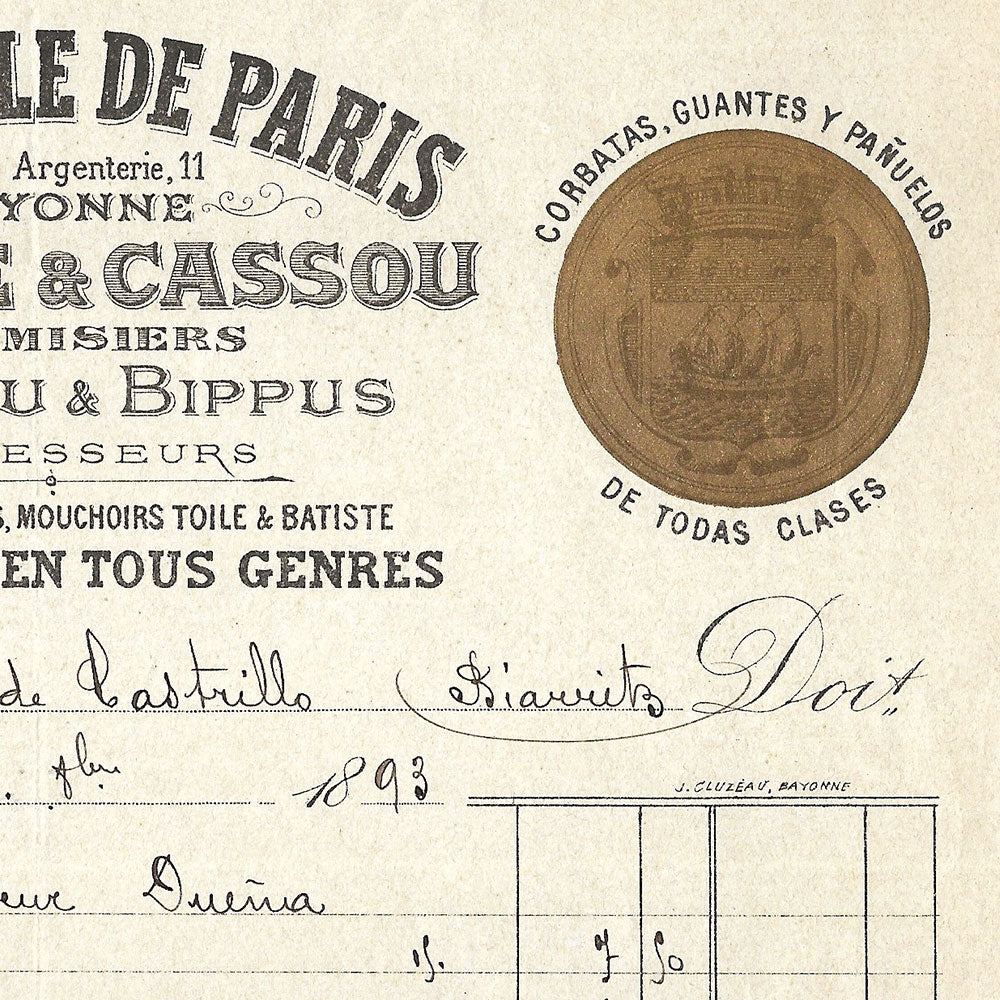 LE DE PARIS
Argenterie, 11
YONNE
E & CASSOU
MISIERS
U & BIPPUS
ESSEURS
S, MOUCHOIRS TOILE & BATISTE
EN TOUS GENRES
CORBATAS, GUANTES Y PAÑUELOS
DE TODAS CLASES
de Castrillo Biarritz Doit
1893
J. CLUZEAU, BAYONNE
eur Dueña
7 50